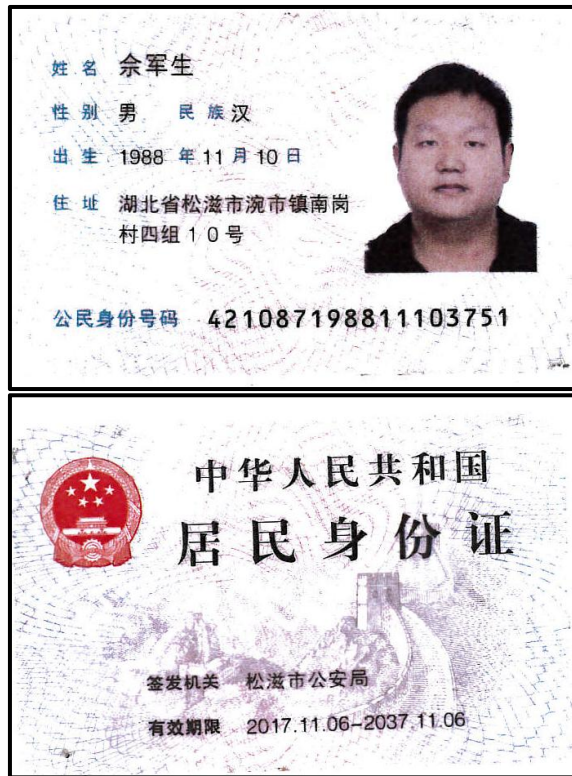 姓名 佘军生
性别 男 民族 汉
出生 1988 年 11 月 10 日
住址 湖北省松滋市涴市镇南岗
村四组10号
公民身份号码 421087198811103751
中华人民共和国
居民身份证
签发机关 松滋市公安局
有效期限 2017.11.06-2037.11.06